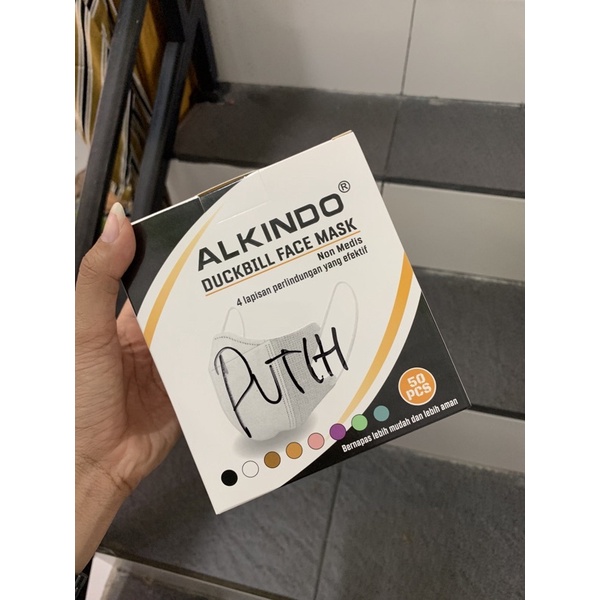 ALKINDO®
DUCKBILL FACE MASK
Non Medis
4 lapisan perlindungan yang efektif
PUTIH
50
PCS
Bernapas lebih mudah dan lebih aman